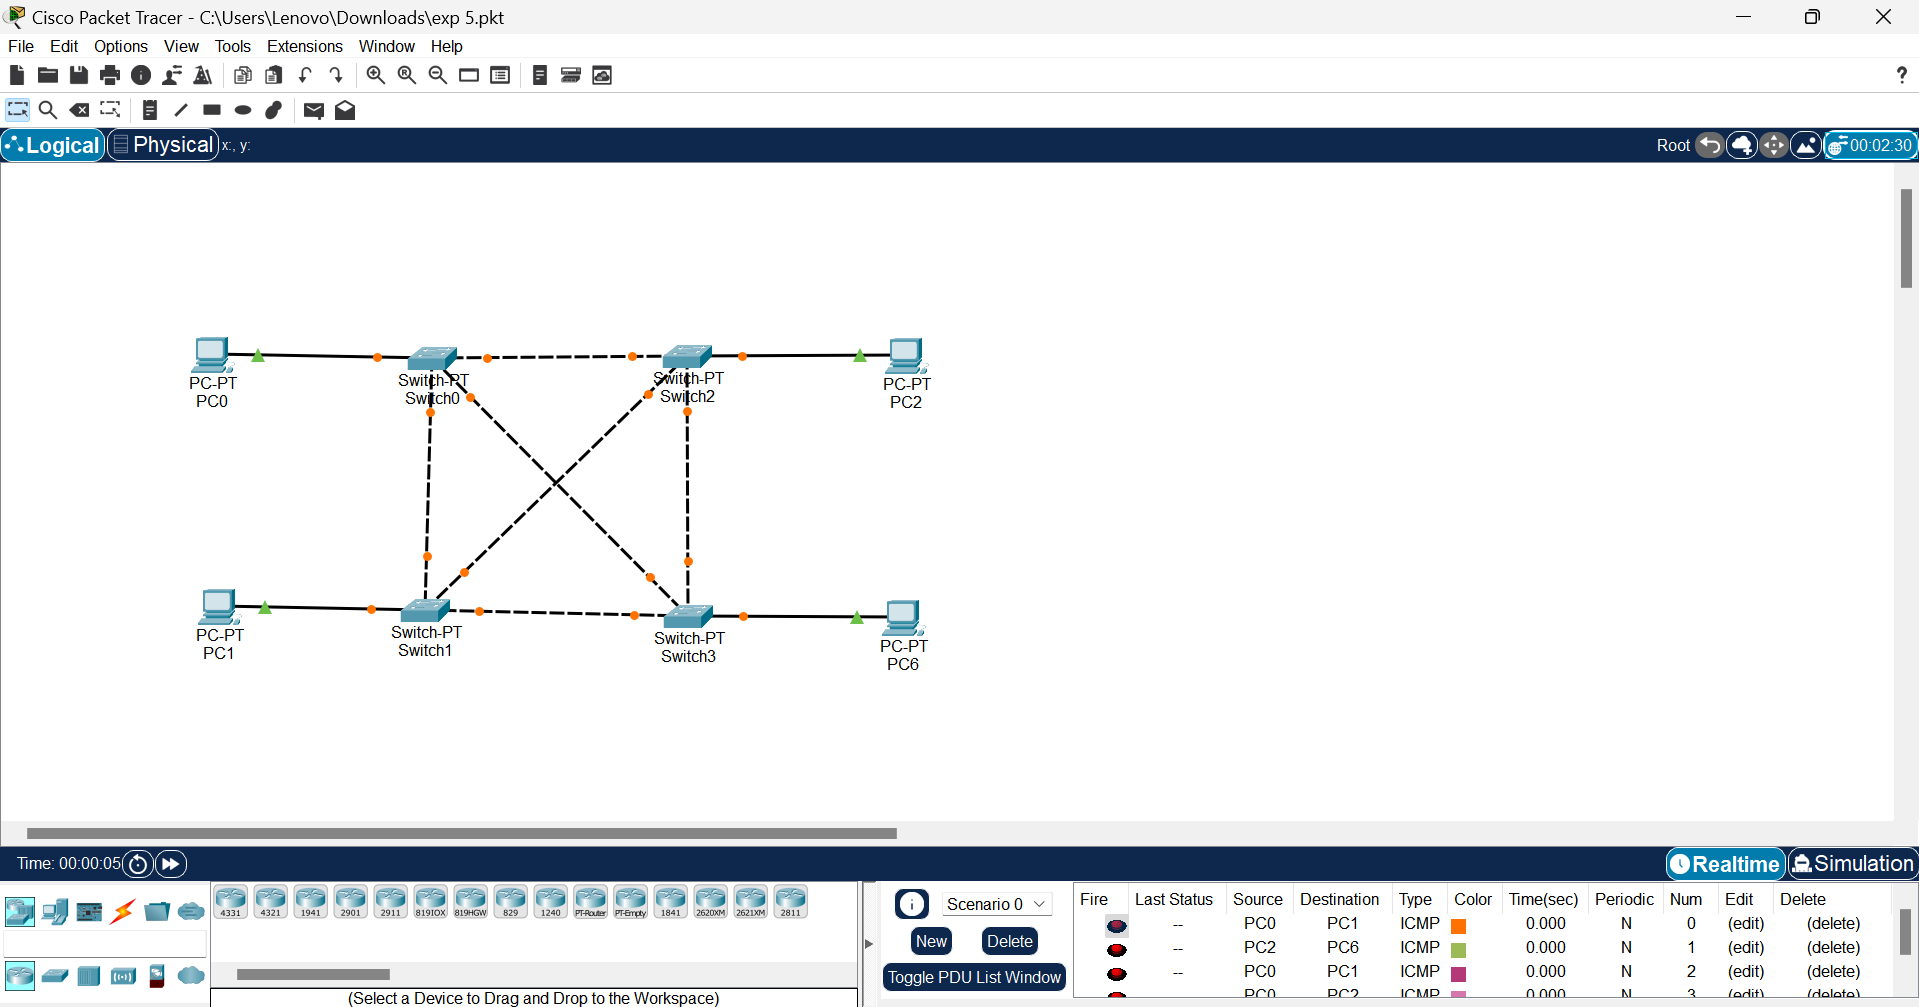 Cisco Packet Tracer - C:\Users\Lenovo\Downloads\exp 5.pkt
File Edit Options View Tools Extensions Window Help
?
Logical Physical x:, y: Root 00:02:30
PC-PT
PC0
Switch-PT
Switch0
Switch-PT
Switch2
PC-PT
PC2
PC-PT
PC1
Switch-PT
Switch1
Switch-PT
Switch3
PC-PT
PC6
Time: 00:00:05 Realtime Simulation
4331 4321 1941 2901 2911 819IOX 819HGW 829 1240 PT-Router PT-Empty 1841 2620XM 2621XM 2811
(Select a Device to Drag and Drop to the Workspace)
Scenario 0
New Delete
Toggle PDU List Window
Fire Last Status Source Destination Type Color Time(sec) Periodic Num Edit Delete
-- PC0 PC1 ICMP 0.000 N 0 (edit) (delete)
-- PC2 PC6 ICMP 0.000 N 1 (edit) (delete)
-- PC0 PC1 ICMP 0.000 N 2 (edit) (delete)
PC0 PC2 ICMP 0.000 N 3 (edit) (delete)